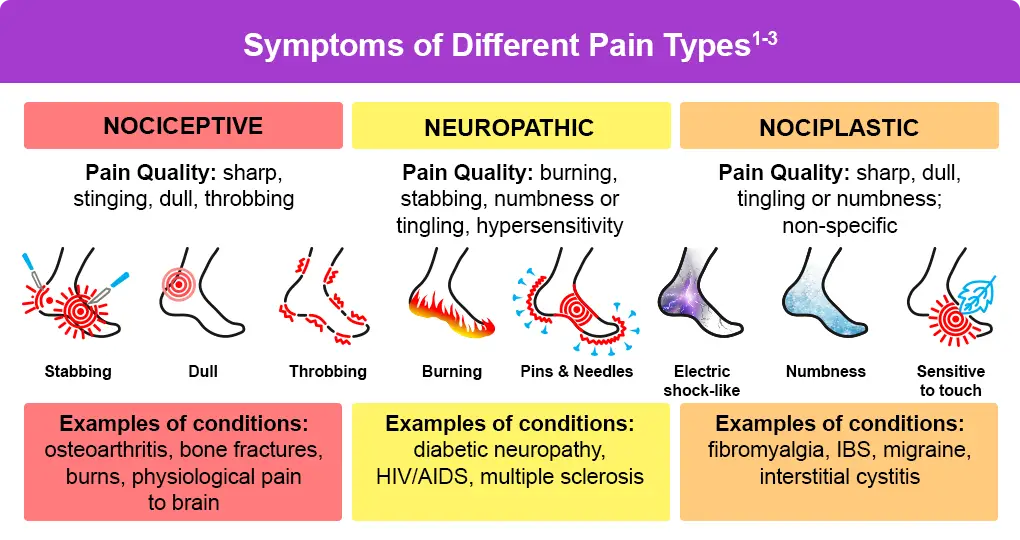 Symptoms of Different Pain Types1-3
NOCICEPTIVE
Pain Quality: sharp,
stinging, dull, throbbing
NEUROPATHIC
Pain Quality: burning,
stabbing, numbness or
tingling, hypersensitivity
NOCIPLASTIC
Pain Quality: sharp, dull,
tingling or numbness;
non-specific
Stabbing
Dull
Throbbing
Burning
Pins & Needles
Electric
shock-like
Numbness
Sensitive
to touch
Examples of conditions:
osteoarthritis, bone fractures,
burns, physiological pain
to brain
Examples of conditions:
diabetic neuropathy,
HIV/AIDS, multiple sclerosis
Examples of conditions:
fibromyalgia, IBS, migraine,
interstitial cystitis